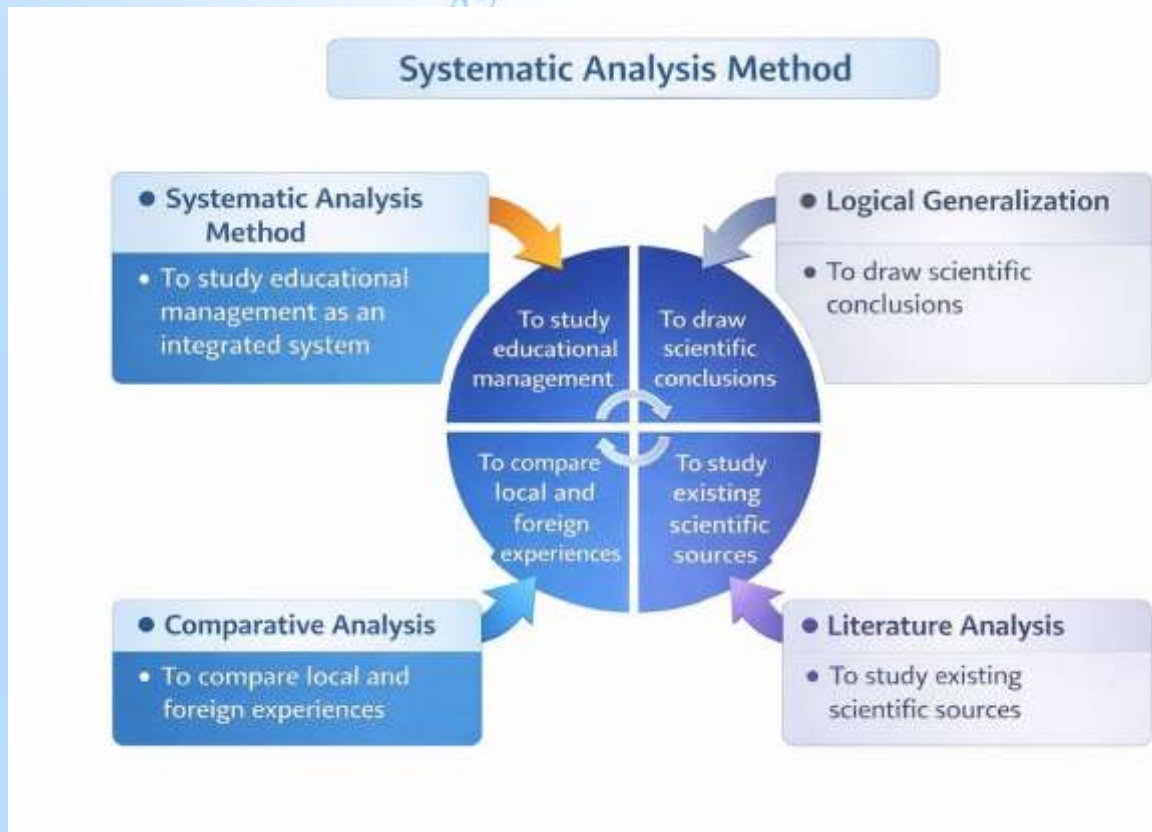 Systematic Analysis Method
• Systematic Analysis
Method
• To study educational
management as an
integrated system
• Logical Generalization
• To draw scientific
conclusions
To study
educational
management
To draw
scientific
conclusions
To compare
local and
foreign
experiences
To study
existing
scientific
sources
• Comparative Analysis
• To compare local and
foreign experiences
• Literature Analysis
• To study existing
scientific sources